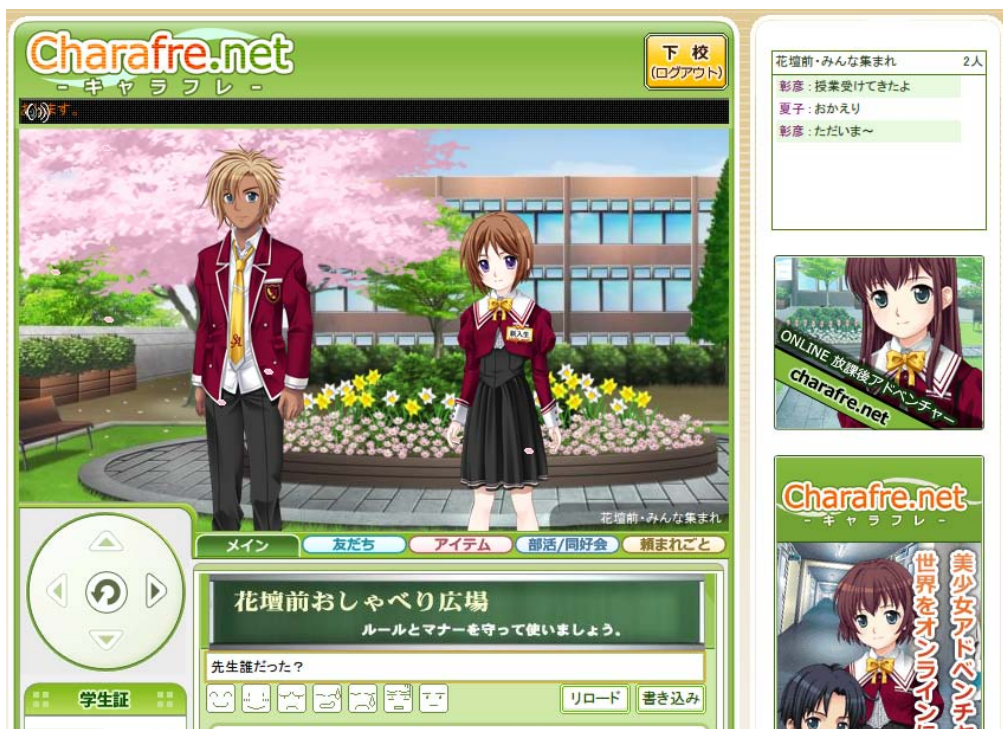 Charafre.net
- キャラフレ -
下 校
(ログアウト)
ます。
新入生
花壇前・みんな集まれ
メイン
友だち
アイテム
部活/同好会
頼まれごと
花壇前おしゃべり広場
ルールとマナーを守って使いましょう。
先生誰だった？
リロード
書き込み
学生証
花壇前・みんな集まれ 2人
彰彦 : 授業受けてきたよ
夏子 : おかえり
彰彦 : ただいま～
ONLINE 放課後アドベンチャー
charafre.net
Charafre.net
- キャラフレ -
美少女アドベンチャ
世界をオンラインに